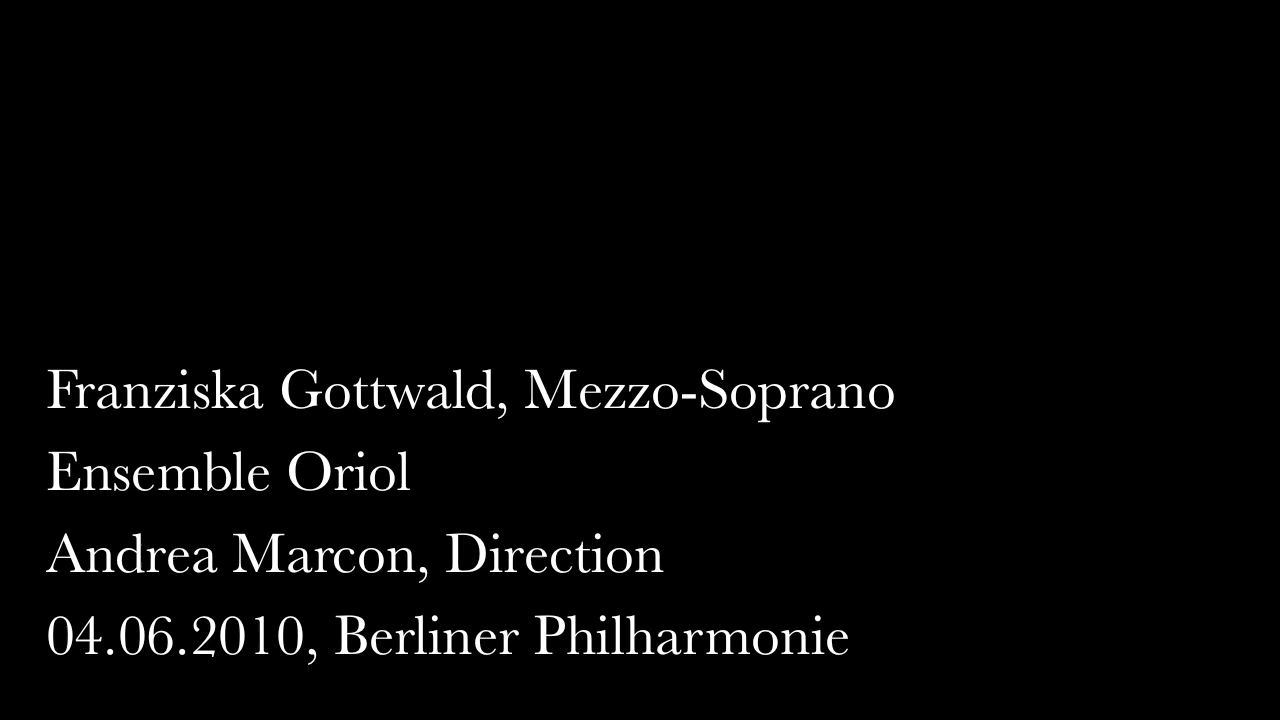 Franziska Gottwald, Mezzo-Soprano
Ensemble Oriol
Andrea Marcon, Direction
04.06.2010, Berliner Philharmonie